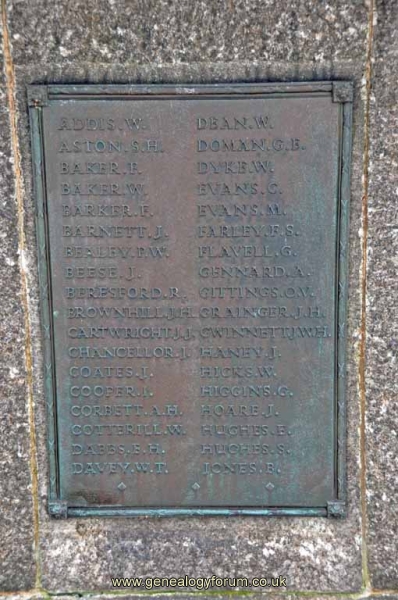 ADDIS.W.
ASTON.S.H.
BAKER.F.
BAKER.W.
BARKER.F.
BARNETT.J.
BEALEY.F.W.
BEESE.J.
BERESFORD.R.
BROWNHILL.J.H.
CARTWRIGHT.J.J.
CHANCELLOR.J.
COATES.J.
COOPER.I.
CORBETT.A.H.
COTTERILL.W.
DABBS.E.H.
DAVEY.W.T.
DEAN.W.
DOMAN.G.E.
DYKE.W.
EVANS.C.
EVANS.M.
FARLEY.F.S.
FLAVELL.G.
GENNARD.A.
GITTINGS.O.V.
GRAINGER.J.H.
GWINNETT.J.W.H.
HANEY.J.
HICKS.W.
HIGGINS.G.
HOARE.J.
HUGHES.E.
HUGHES.S.
JONES.B.
www.genealogyforum.co.uk